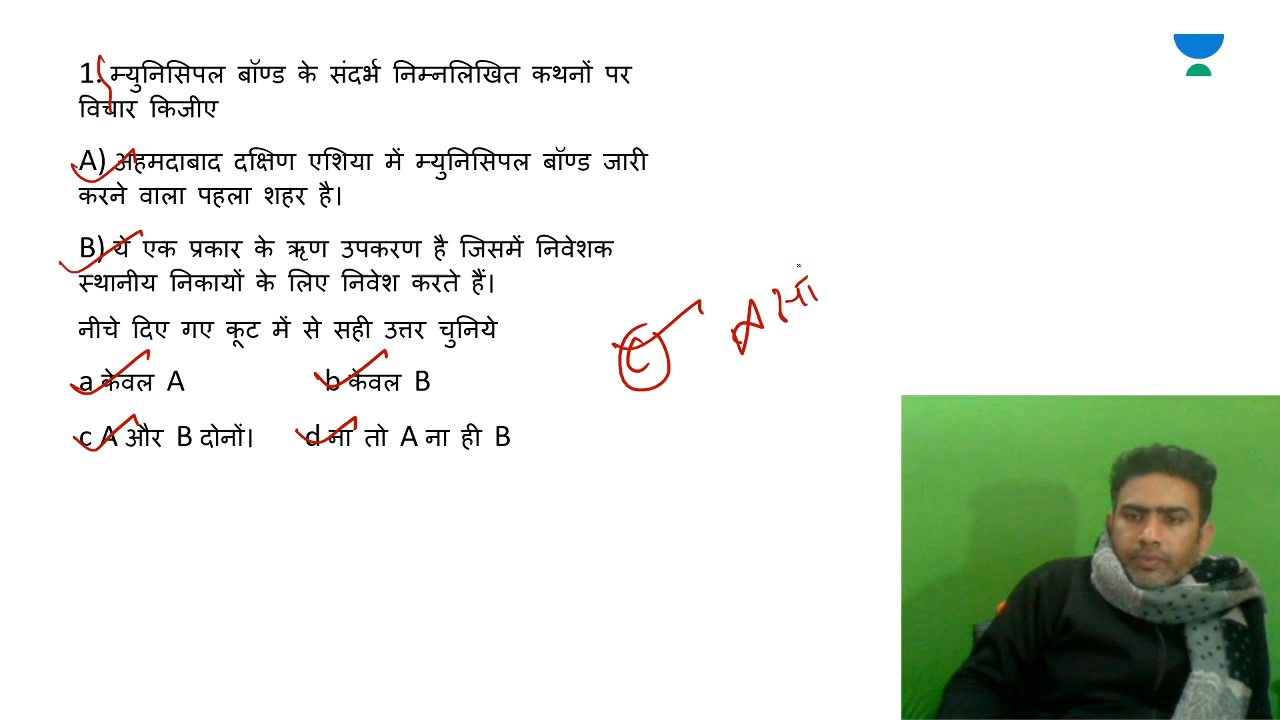 1. म्युनिसिपल बॉण्ड के संदर्भ निम्नलिखित कथनों पर
विचार किजीए
A) अहमदाबाद दक्षिण एशिया में म्युनिसिपल बॉण्ड जारी
करने वाला पहला शहर है।
B) ये एक प्रकार के ऋण उपकरण है जिसमें निवेशक
स्थानीय निकायों के लिए निवेश करते हैं।
नीचे दिए गए कूट में से सही उत्तर चुनिये
a केवल A b केवल B
c A और B दोनों। d ना तो A ना ही B
C